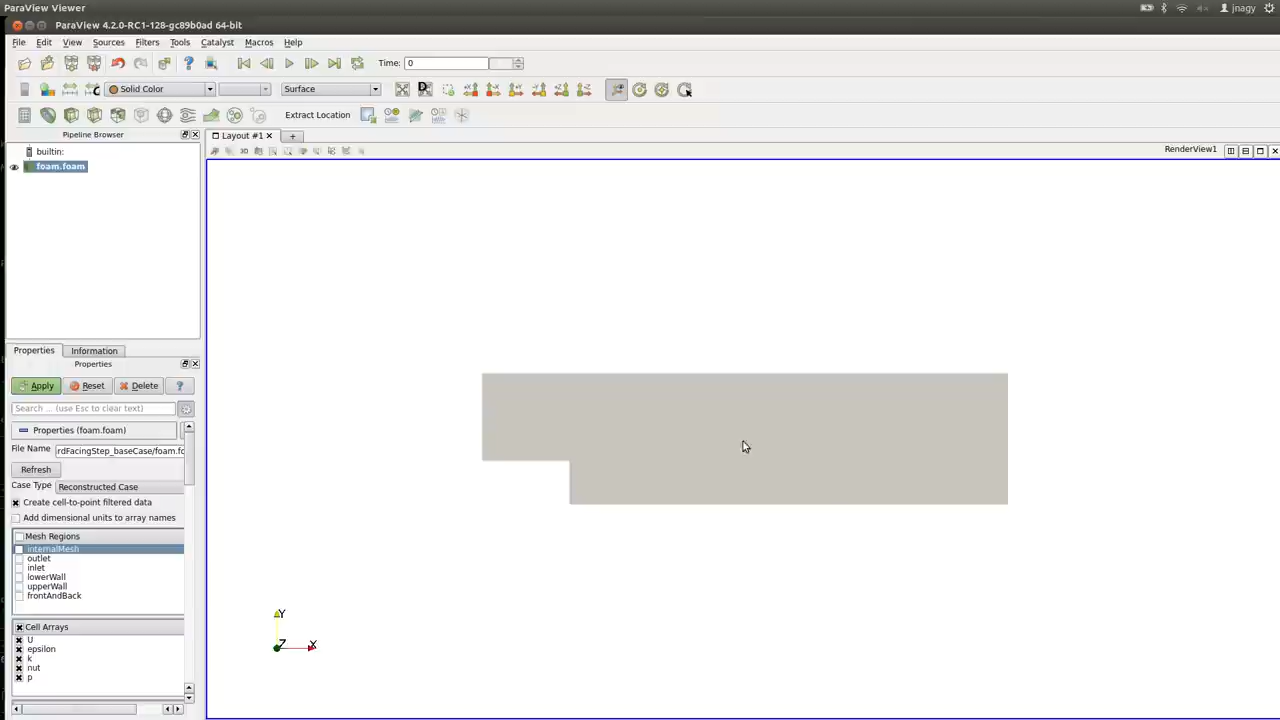 ParaView Viewer
jnagy
ParaView 4.2.0-RC1-128-gc89b0ad 64-bit
File Edit View Sources Filters Tools Catalyst Macros Help
Time: 0
Solid Color Surface
Extract Location
Pipeline Browser
Layout #1
builtin:
3D
RenderView1
foam.foam
Properties Information
Properties
Apply Reset Delete ?
Search ... (use Esc to clear text)
Properties (foam.foam)
File Name rdFacingStep_baseCase/foam.fo
Refresh
Case Type Reconstructed Case
Create cell-to-point filtered data
Add dimensional units to array names
Mesh Regions
internalMesh
outlet
inlet
lowerWall
upperWall
frontAndBack
Cell Arrays
U
epsilon
k
nut
p
Y
Z X